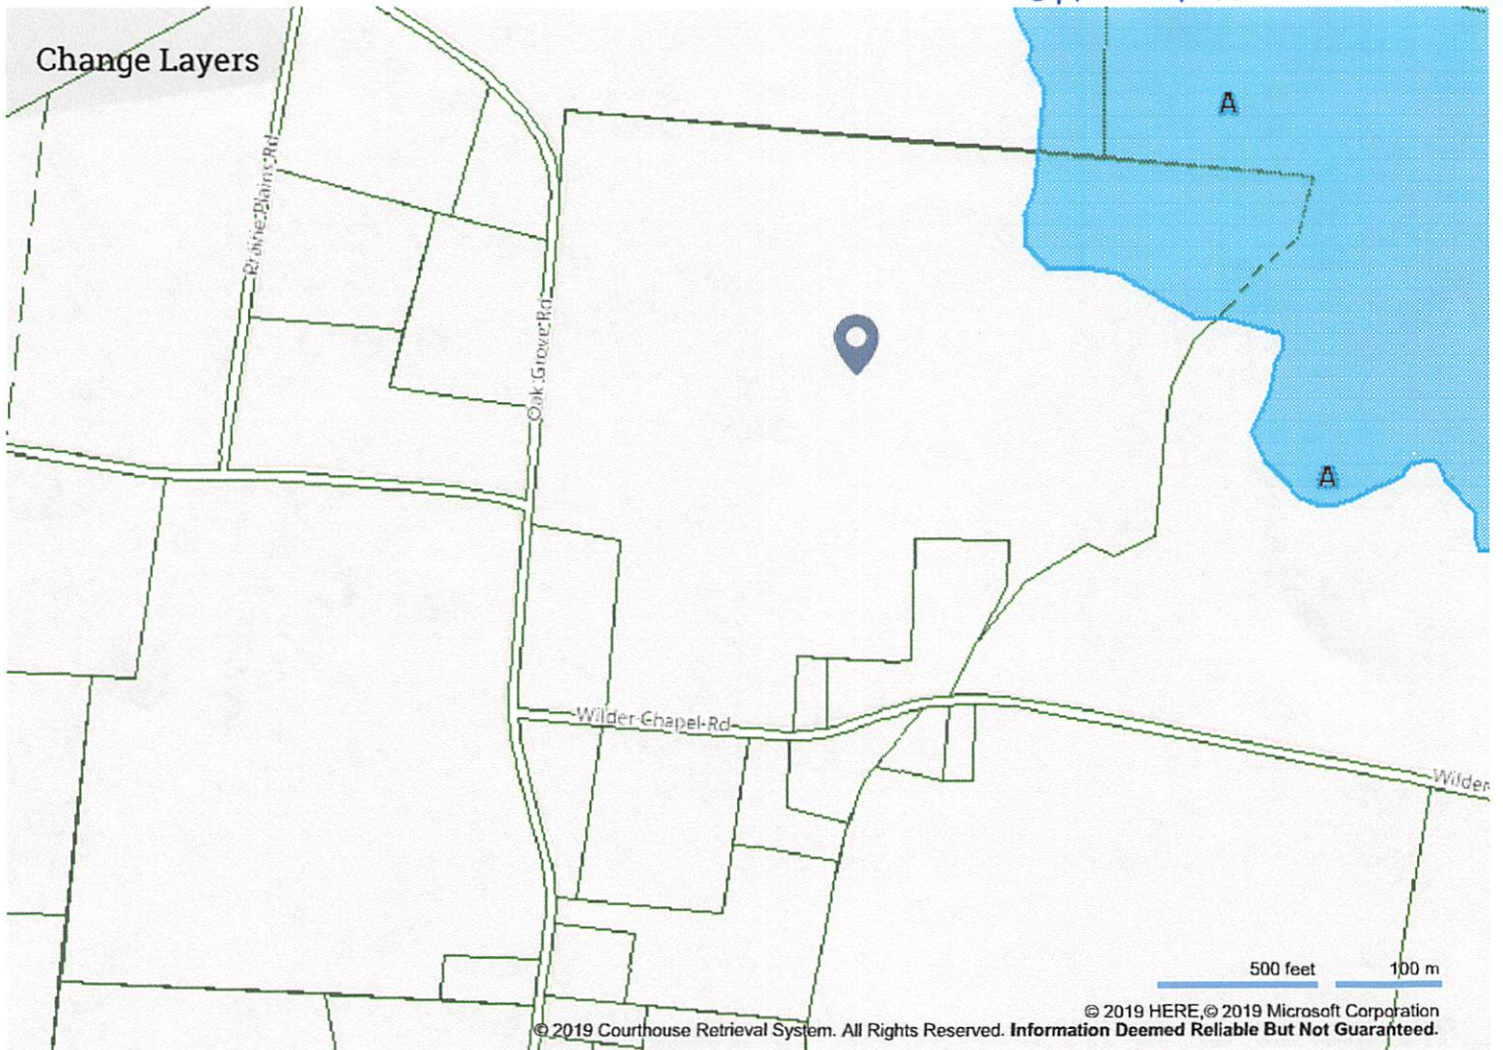 Change Layers
A
Prairie Plains Rd
Oak Grove Rd
A
Wilder Chapel Rd
Wilder
500 feet 100 m
© 2019 HERE,© 2019 Microsoft Corporation
© 2019 Courthouse Retrieval System. All Rights Reserved. Information Deemed Reliable But Not Guaranteed.